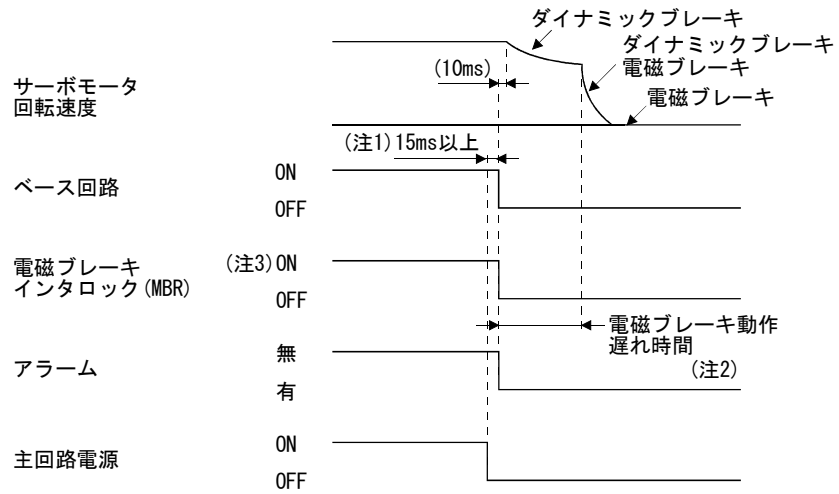 ダイナミックブレーキ
ダイナミックブレーキ
電磁ブレーキ
電磁ブレーキ
(10ms)
サーボモータ
回転速度
(注1)15ms以上
ベース回路
ON
OFF
電磁ブレーキ
インタロック(MBR)
(注3)ON
OFF
電磁ブレーキ動作
遅れ時間
アラーム
無
有
(注2)
主回路電源
ON
OFF